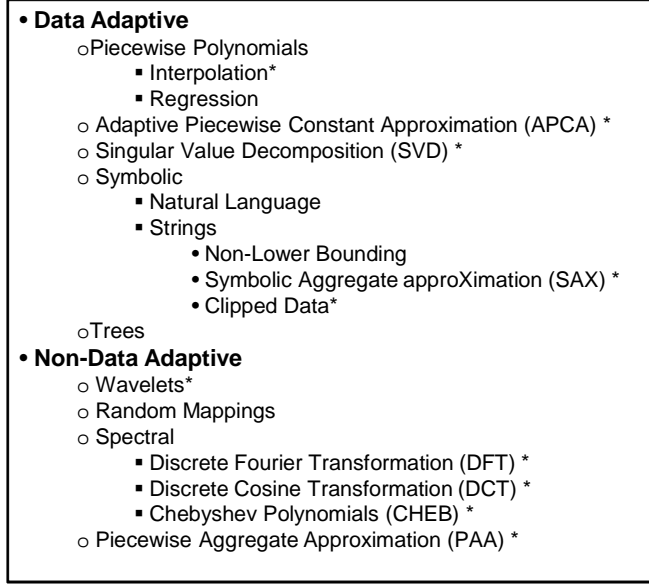 • Data Adaptive
oPiecewise Polynomials
▪ Interpolation*
▪ Regression
o Adaptive Piecewise Constant Approximation (APCA) *
o Singular Value Decomposition (SVD) *
o Symbolic
▪ Natural Language
▪ Strings
• Non-Lower Bounding
• Symbolic Aggregate approXimation (SAX) *
• Clipped Data*
oTrees
• Non-Data Adaptive
o Wavelets*
o Random Mappings
o Spectral
▪ Discrete Fourier Transformation (DFT) *
▪ Discrete Cosine Transformation (DCT) *
▪ Chebyshev Polynomials (CHEB) *
o Piecewise Aggregate Approximation (PAA) *